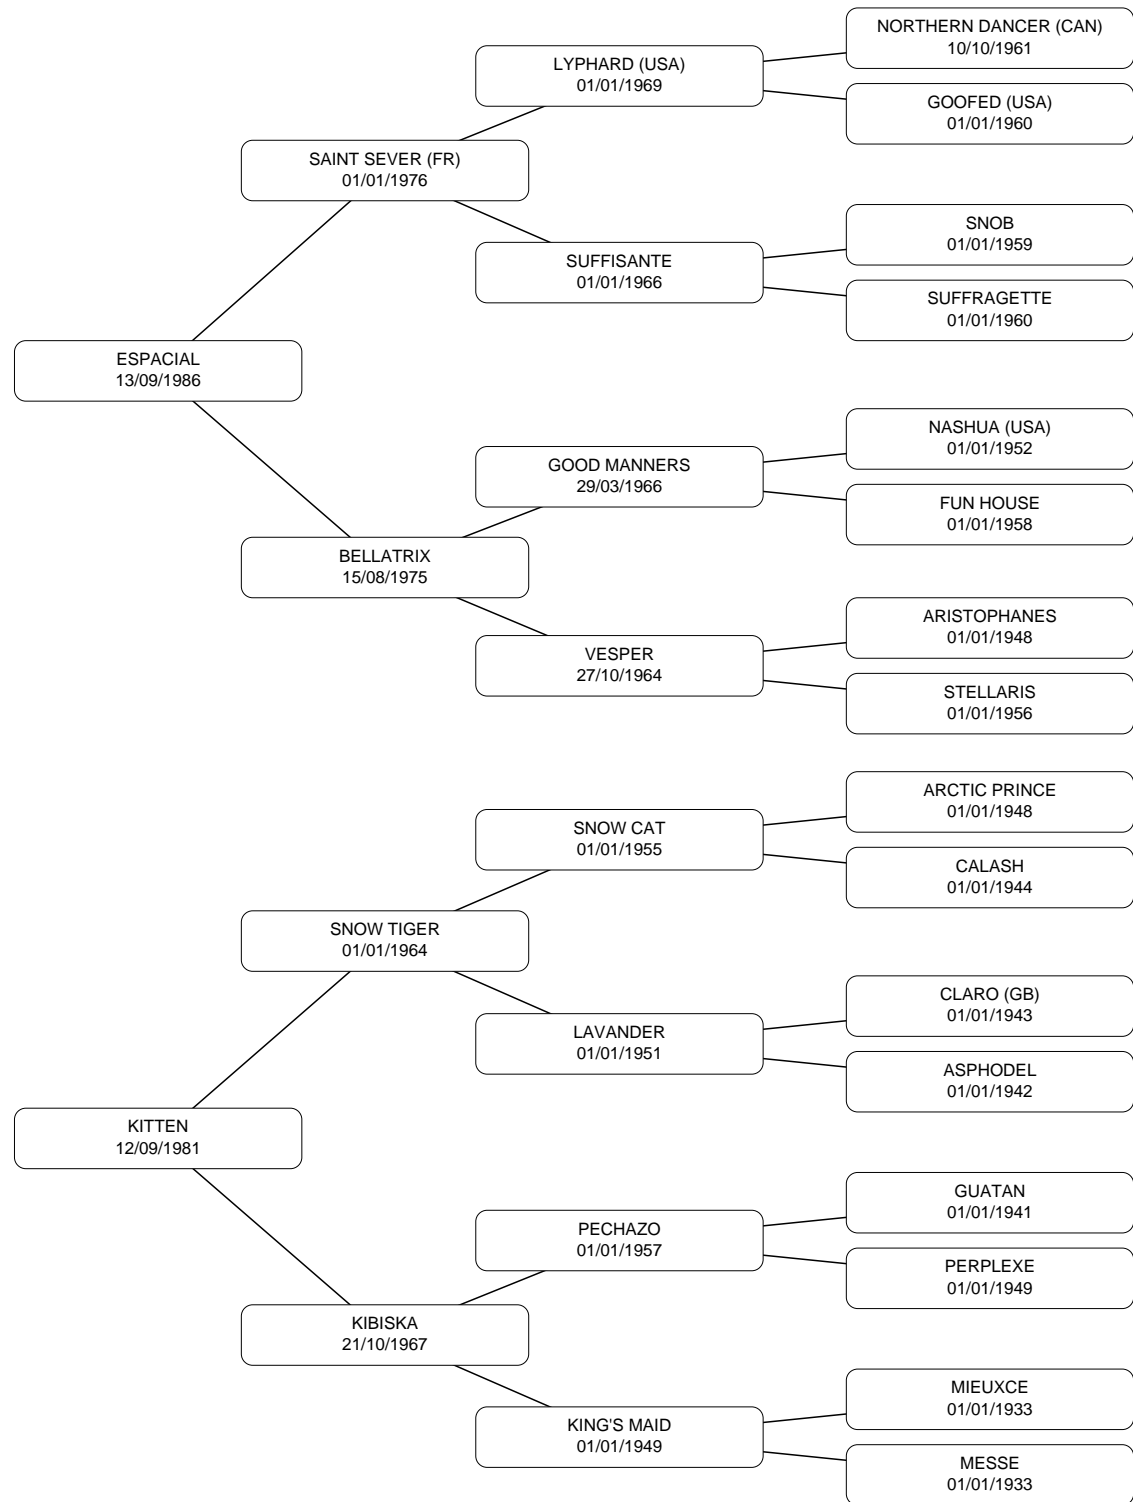 NORTHERN DANCER (CAN)
10/10/1961
LYPHARD (USA)
01/01/1969
GOOFED (USA)
01/01/1960
SAINT SEVER (FR)
01/01/1976
SNOB
01/01/1959
SUFFISANTE
01/01/1966
SUFFRAGETTE
01/01/1960
ESPACIAL
13/09/1986
NASHUA (USA)
01/01/1952
GOOD MANNERS
29/03/1966
FUN HOUSE
01/01/1958
BELLATRIX
15/08/1975
ARISTOPHANES
01/01/1948
VESPER
27/10/1964
STELLARIS
01/01/1956
ARCTIC PRINCE
01/01/1948
SNOW CAT
01/01/1955
CALASH
01/01/1944
SNOW TIGER
01/01/1964
CLARO (GB)
01/01/1943
LAVANDER
01/01/1951
ASPHODEL
01/01/1942
KITTEN
12/09/1981
GUATAN
01/01/1941
PECHAZO
01/01/1957
PERPLEXE
01/01/1949
KIBISKA
21/10/1967
MIEUXCE
01/01/1933
KING'S MAID
01/01/1949
MESSE
01/01/1933